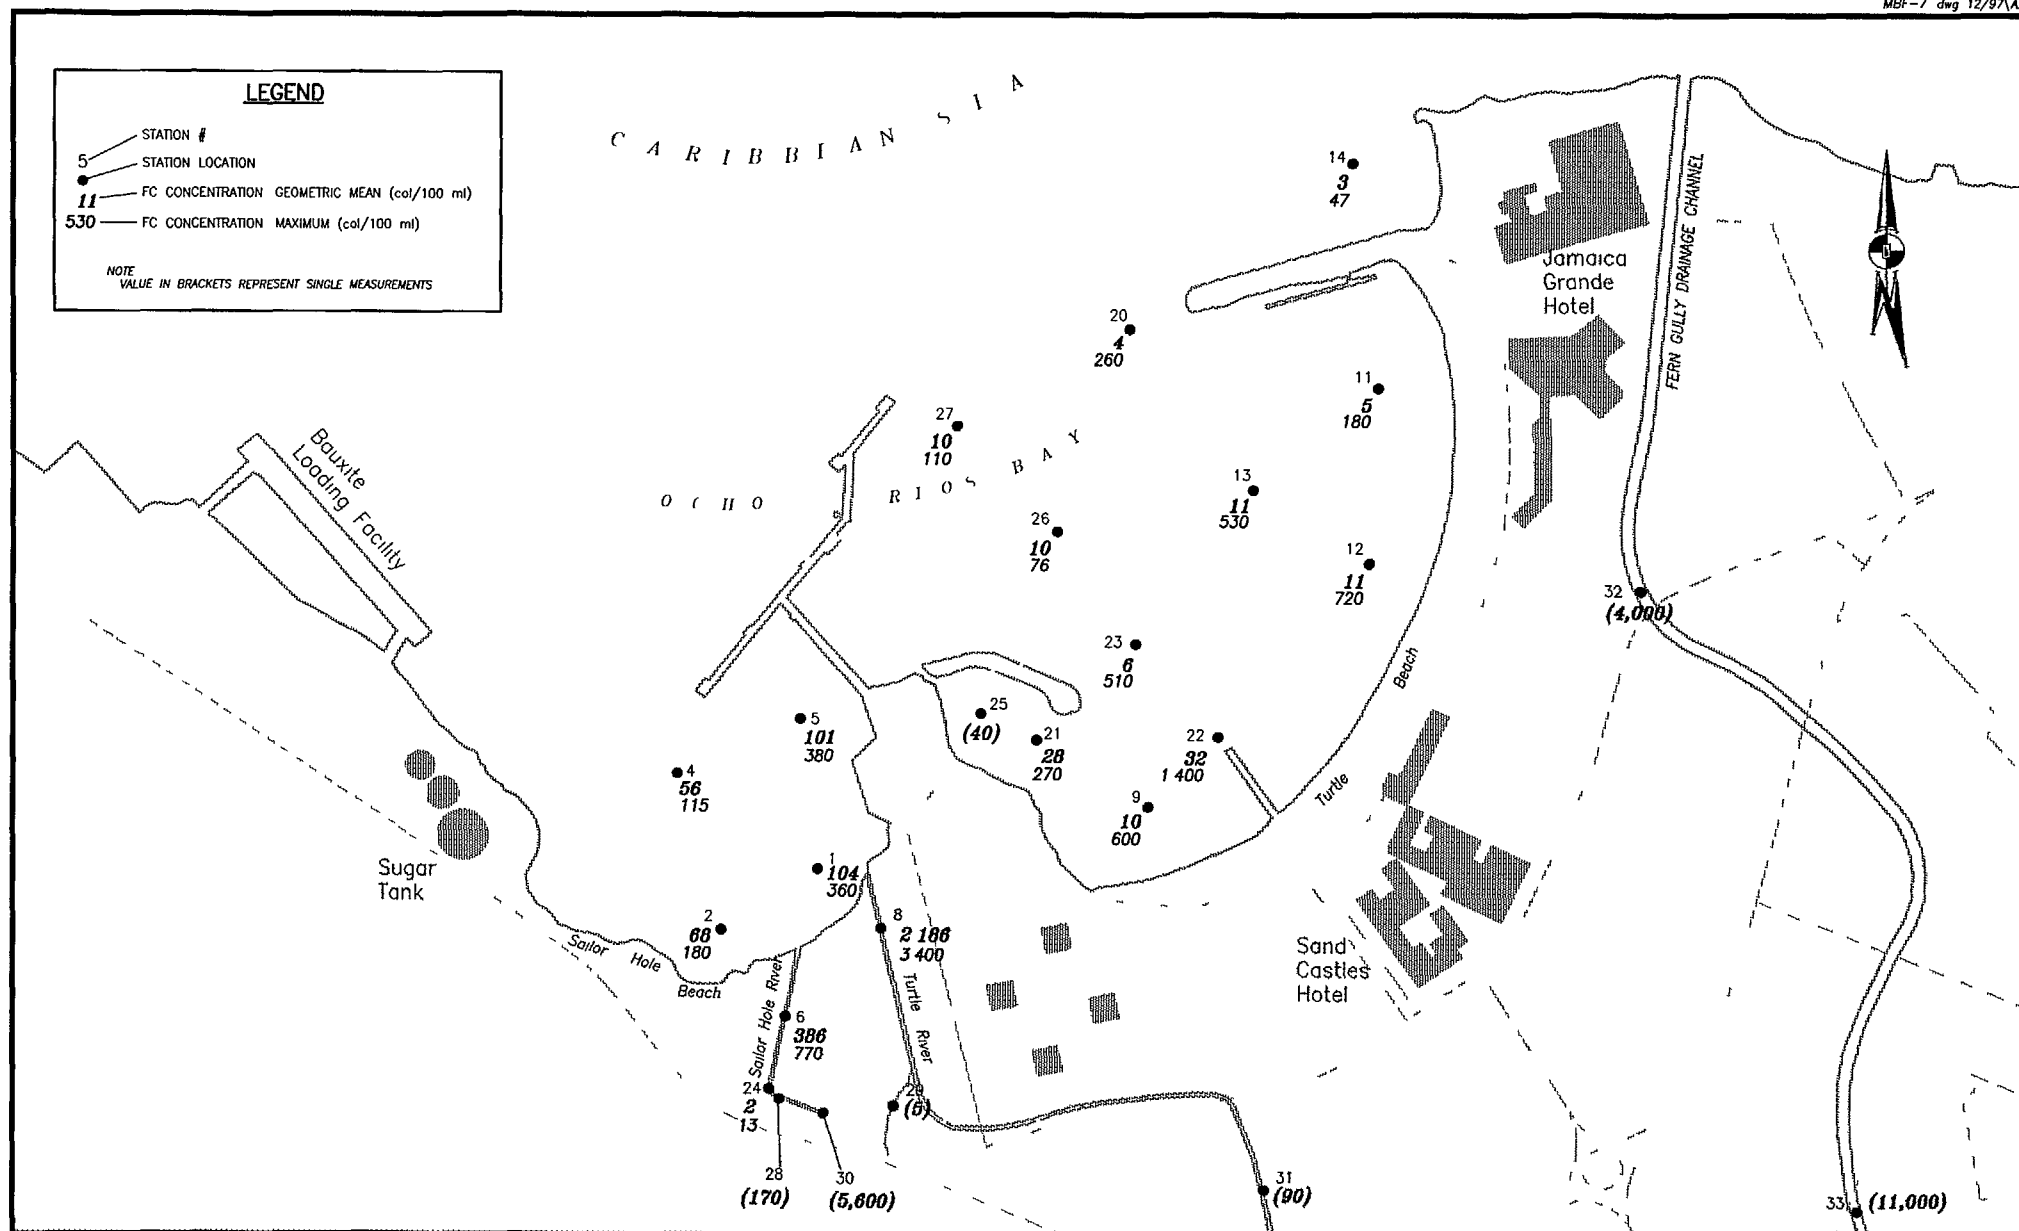 MBF-7 dwg 12/97\A
LEGEND
STATION #
5
STATION LOCATION
11
FC CONCENTRATION GEOMETRIC MEAN (col/100 ml)
530
FC CONCENTRATION MAXIMUM (col/100 ml)
NOTE
VALUE IN BRACKETS REPRESENT SINGLE MEASUREMENTS
CARIBBIAN SIA
14
3
47
Jamaica
Grande
Hotel
FERN GULLY DRAINAGE CHANNEL
20
4
260
11
5
180
27
10
110
Bauxite
Loading Facility
OCHO RIOS BAY
13
11
530
26
10
76
12
11
720
32
(4,000)
23
6
510
Turtle Beach
5
101
380
25
(40)
21
28
270
22
32
1 400
4
56
115
9
10
600
Sugar
Tank
1
104
360
2
68
180
8
2 186
3 400
Sailor Hole Beach
Sand
Castles
Hotel
Sailor Hole River
Turtle River
6
386
770
24
2
13
(5)
28
(170)
30
(5,600)
31
(90)
33
(11,000)